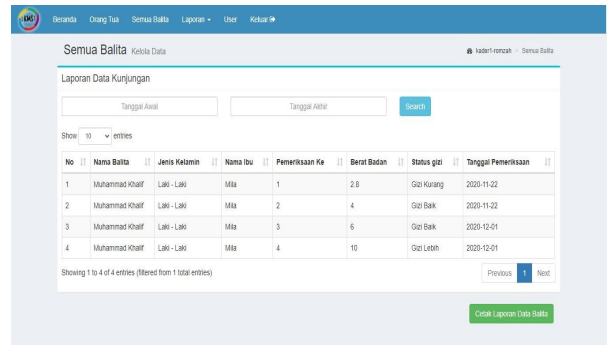 KMS
Beranda Orang Tua Semua Balita Laporan User Keluar
Semua Balita Kelola Data
kader1-romzah Semua Balita
Laporan Data Kunjungan
Tanggal Awal Tanggal Akhir Search
Show 10 entries
No Nama Balita Jenis Kelamin Nama Ibu Pemeriksaan Ke Berat Badan Status gizi Tanggal Pemeriksaan
1 Muhammad Khalif Laki - Laki Mila 1 2.8 Gizi Kurang 2020-11-22
2 Muhammad Khalif Laki - Laki Mila 2 4 Gizi Baik 2020-11-22
3 Muhammad Khalif Laki - Laki Mila 3 6 Gizi Baik 2020-12-01
4 Muhammad Khalif Laki - Laki Mila 4 10 Gizi Lebih 2020-12-01
Showing 1 to 4 of 4 entries (filtered from 1 total entries)
Previous 1 Next
Cetak Laporan Data Balita